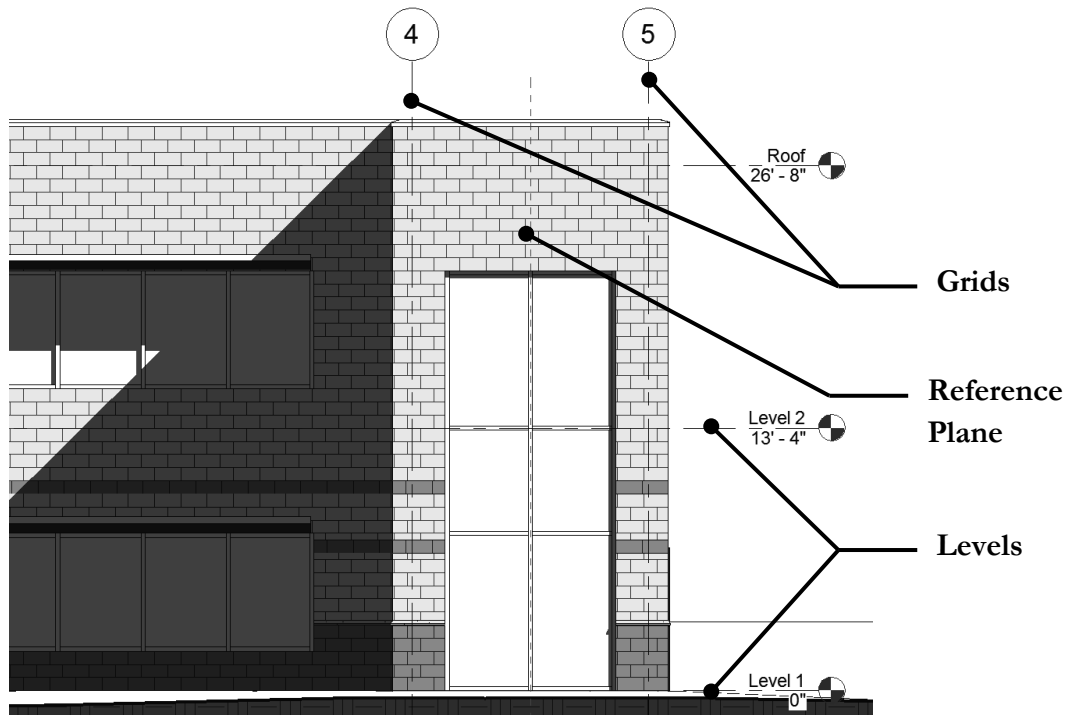 4
5
Roof
26' - 8"
Grids
Reference
Plane
Level 2
13' - 4"
Levels
Level 1
0"